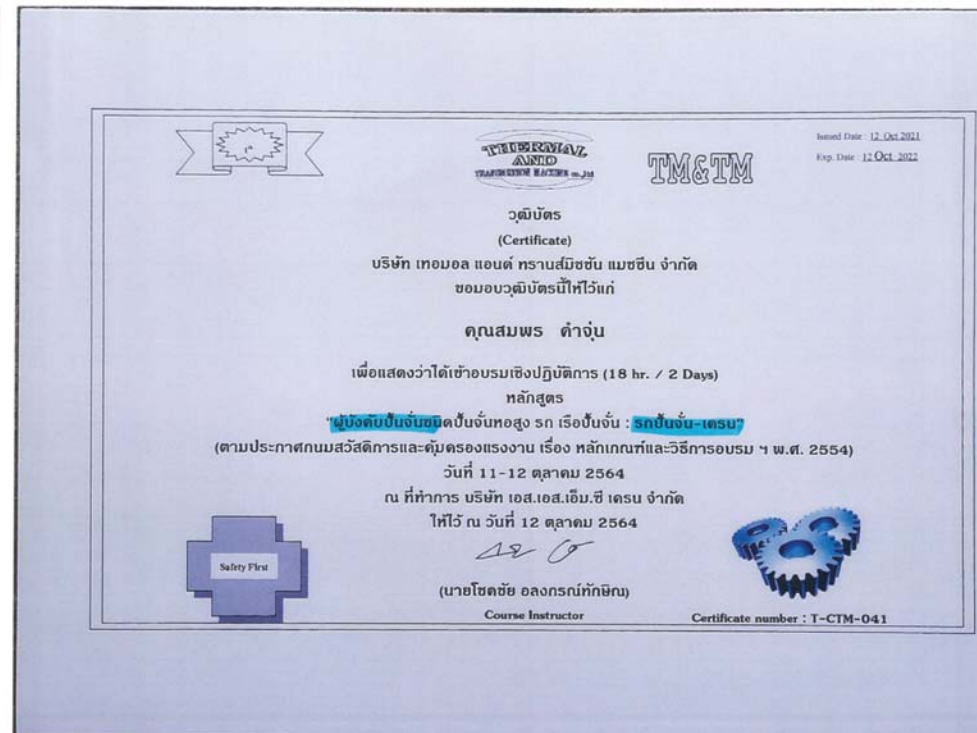 1st
THERMAL
AND
TRANSMISSION MACHINE co.,ltd
TM&TM
Issued Date : 12 Oct 2021
Exp. Date : 12 Oct 2022
วุฒิบัตร
(Certificate)
บริษัท เทอมอล แอนด์ ทรานส์มิชชัน แมชชีน จำกัด
ขอมอบวุฒิบัตรนี้ให้ไว้แก่
คุณสมพร คำจุ่น
เพื่อแสดงว่าได้เข้าอบรมเชิงปฏิบัติการ (18 hr. / 2 Days)
หลักสูตร
"ผู้บังคับปั้นจั่นชนิดปั้นจั่นหอสูง รถ เรือปั้นจั่น : รถปั้นจั่น-เครน"
(ตามประกาศกนมสวัสดิการและคุ้มครองแรงงาน เรื่อง หลักเกณฑ์และวิธีการอบรม ฯ พ.ศ. 2554)
วันที่ 11-12 ตุลาคม 2564
ณ ที่ทำการ บริษัท เอส.เอส.เอ็ม.ซี เครน จำกัด
ให้ไว้ ณ วันที่ 12 ตุลาคม 2564
Safety First
(นายโชคชัย อลงกรณ์ทักษิณ)
Course Instructor
Certificate number : T-CTM-041